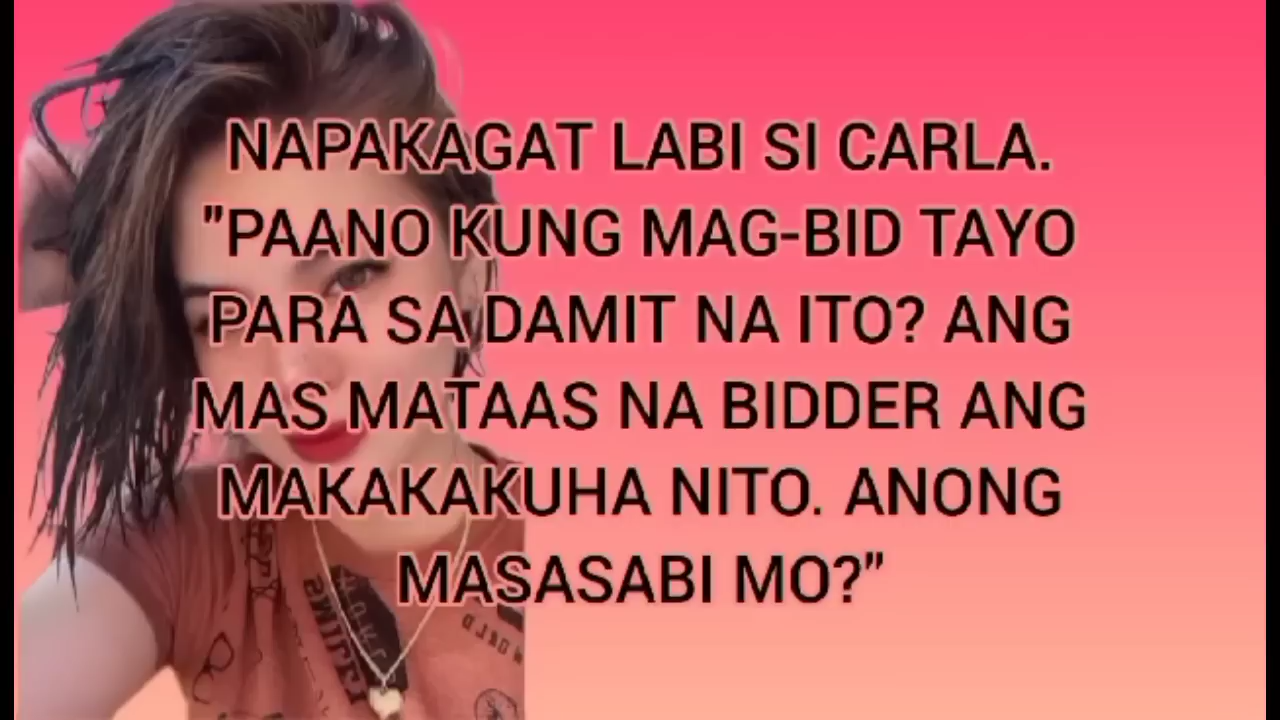 NAPAKAGAT LABI SI CARLA.
"PAANO KUNG MAG-BID TAYO
PARA SA DAMIT NA ITO? ANG
MAS MATAAS NA BIDDER ANG
MAKAKAKUHA NITO. ANONG
MASASABI MO?"